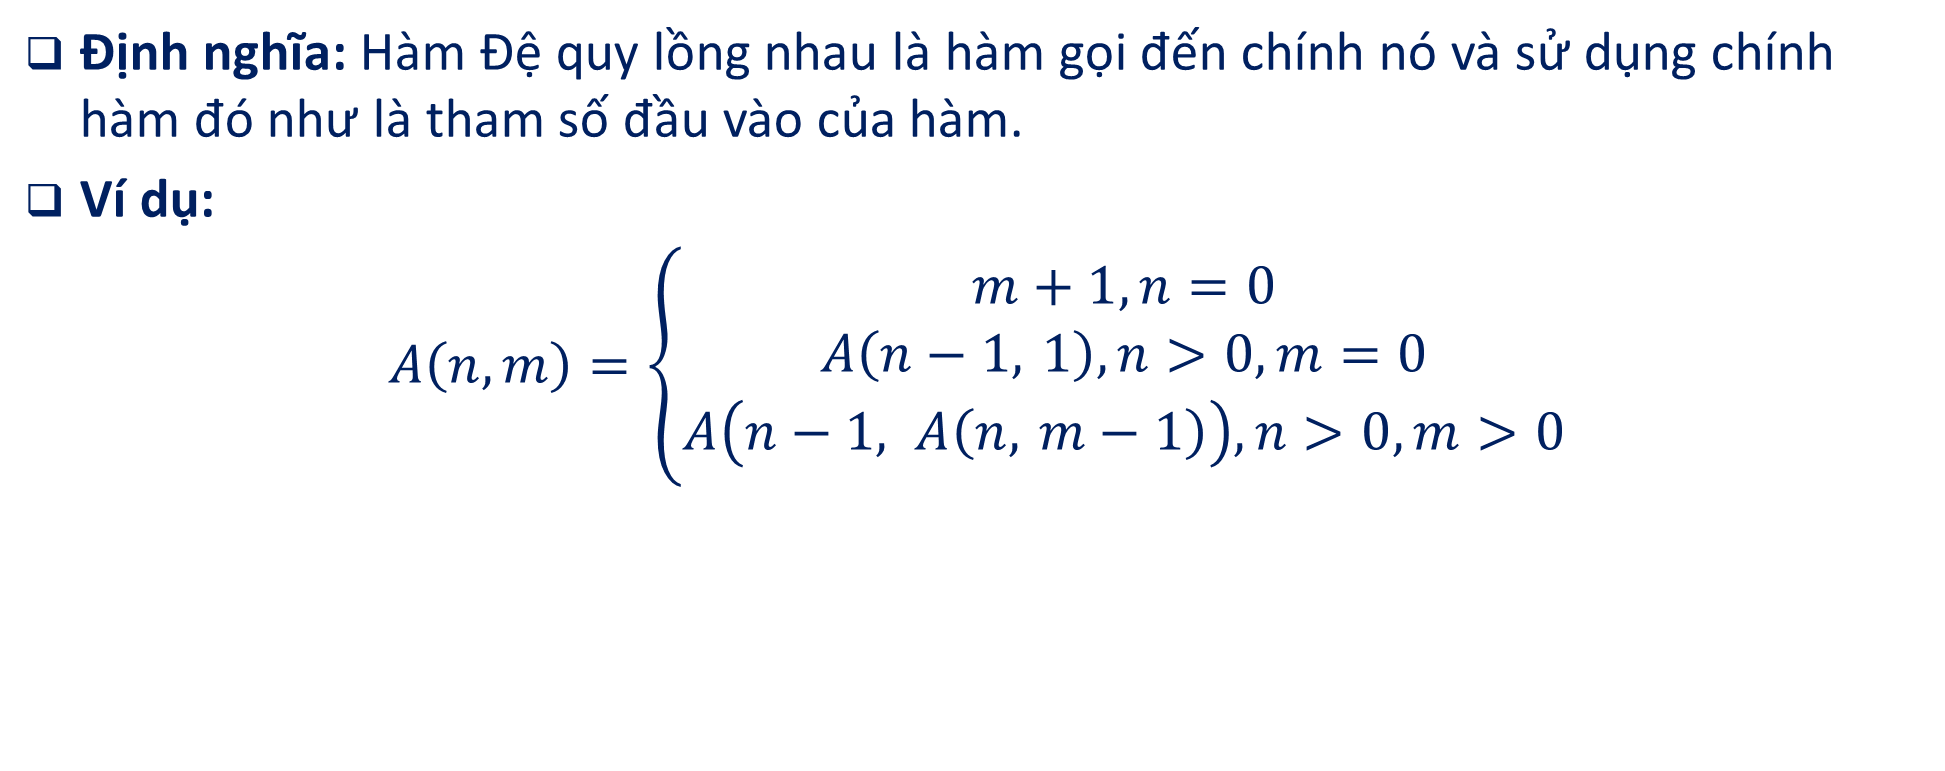 ❑ Định nghĩa: Hàm Đệ quy lồng nhau là hàm gọi đến chính nó và sử dụng chính
hàm đó như là tham số đầu vào của hàm.
❑ Ví dụ:
m + 1, n = 0
A(n, m) = { A(n − 1, 1), n > 0, m = 0
A(n − 1, A(n, m − 1)), n > 0, m > 0